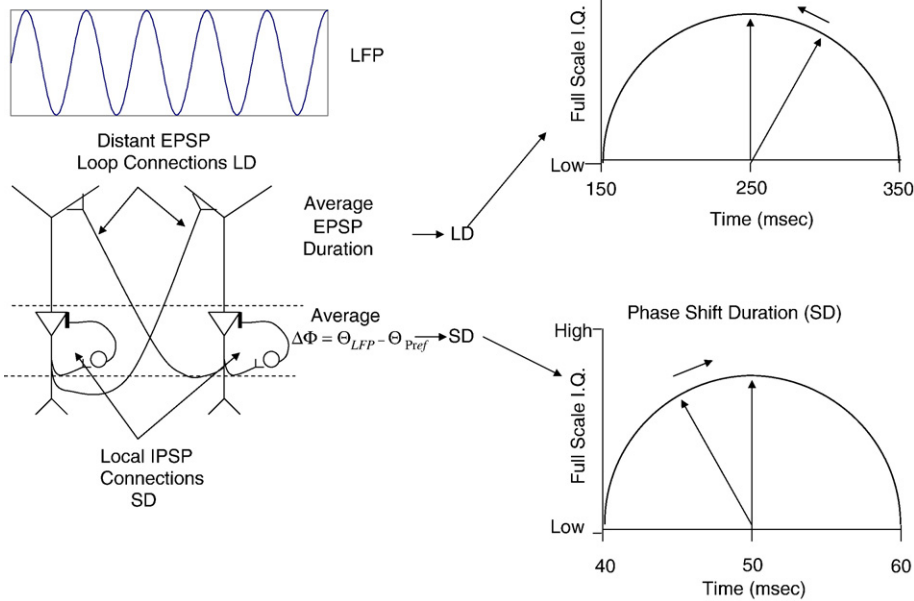 LFP
Distant EPSP
Loop Connections LD
Average
EPSP
Duration
LD
Average
ΔΦ = Θ_LFP - Θ_Pref
SD
Local IPSP
Connections
SD
Full Scale I.Q.
Low
150
250
350
Time (msec)
Phase Shift Duration (SD)
High
Full Scale I.Q.
Low
40
50
60
Time (msec)